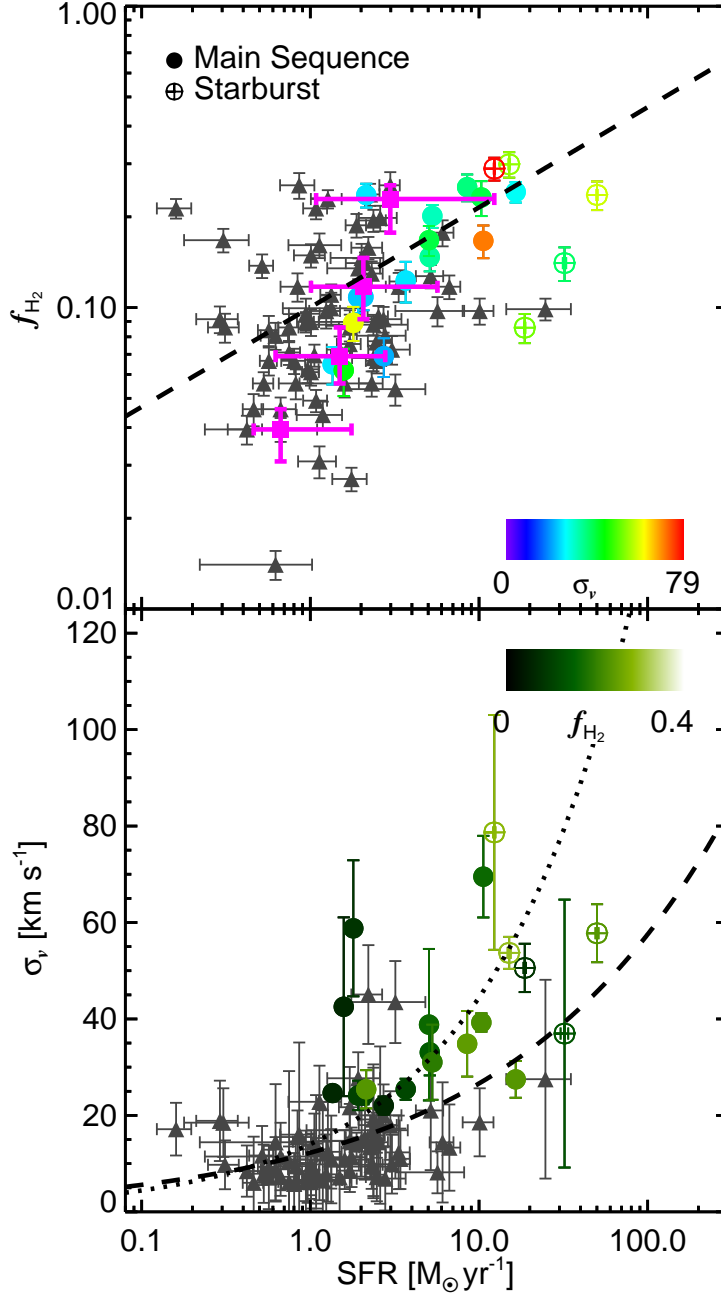 1.00
Main Sequence
Starburst
f_H2
0.10
0 σ_v 79
0.01
120
0 f_H2 0.4
100
80
σ_v [km s⁻¹]
60
40
20
0
0.1 1.0 10.0 100.0
SFR [M_⊙ yr⁻¹]